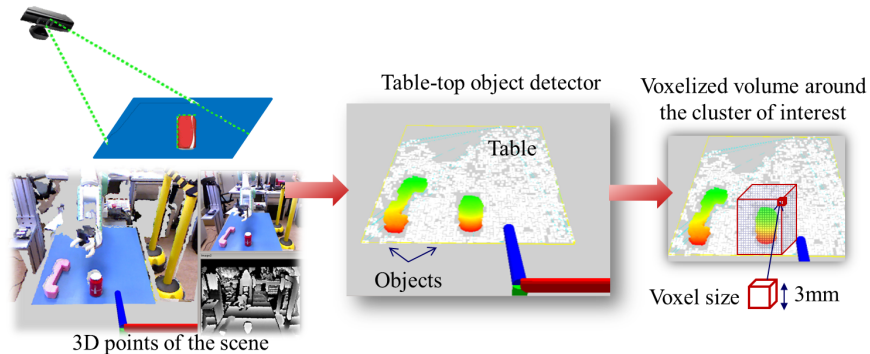 Table-top object detector
Voxelized volume around
the cluster of interest
Table
Objects
Voxel size
3mm
3D points of the scene